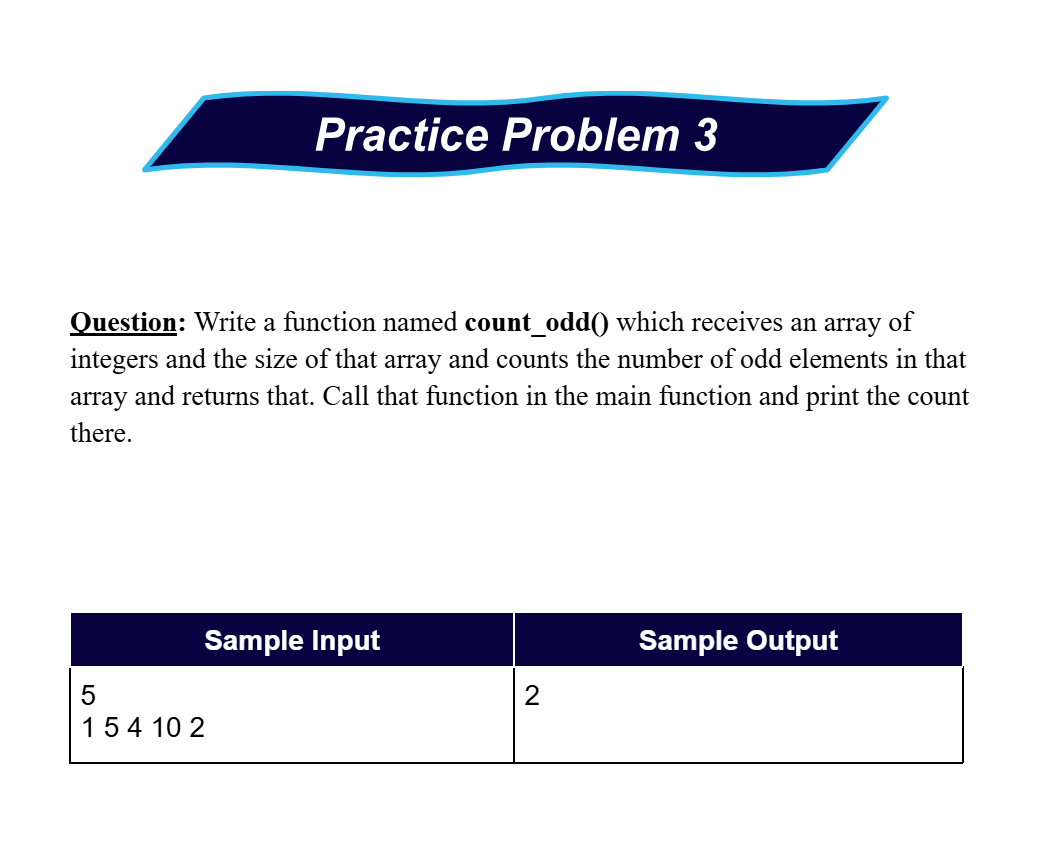 Practice Problem 3
Question: Write a function named count_odd() which receives an array of
integers and the size of that array and counts the number of odd elements in that
array and returns that. Call that function in the main function and print the count
there.
Sample Input
Sample Output
5
1 5 4 10 2
2